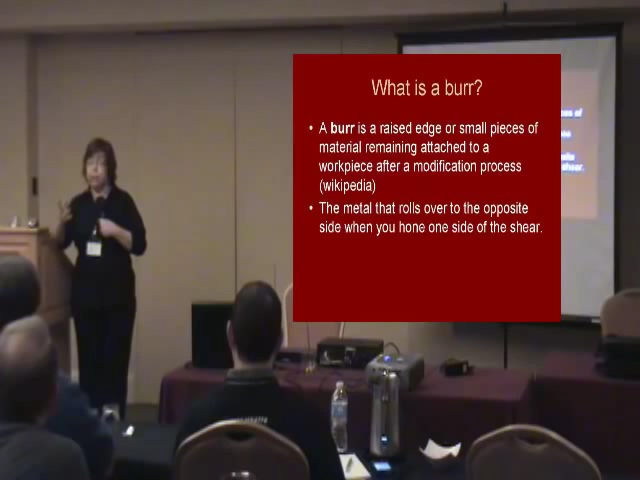 What is a burr?
• A burr is a raised edge or small pieces of
material remaining attached to a
workpiece after a modification process
(wikipedia)
• The metal that rolls over to the opposite
side when you hone one side of the shear.